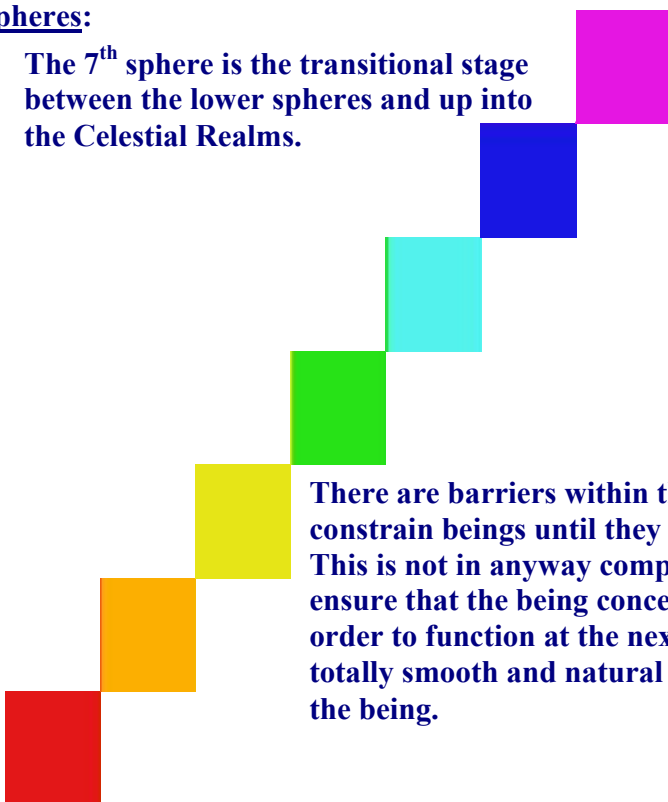 pheres:
The 7th sphere is the transitional stage
between the lower spheres and up into
the Celestial Realms.
There are barriers within t
constrain beings until they
This is not in anyway comp
ensure that the being conce
order to function at the nex
totally smooth and natural
the being.